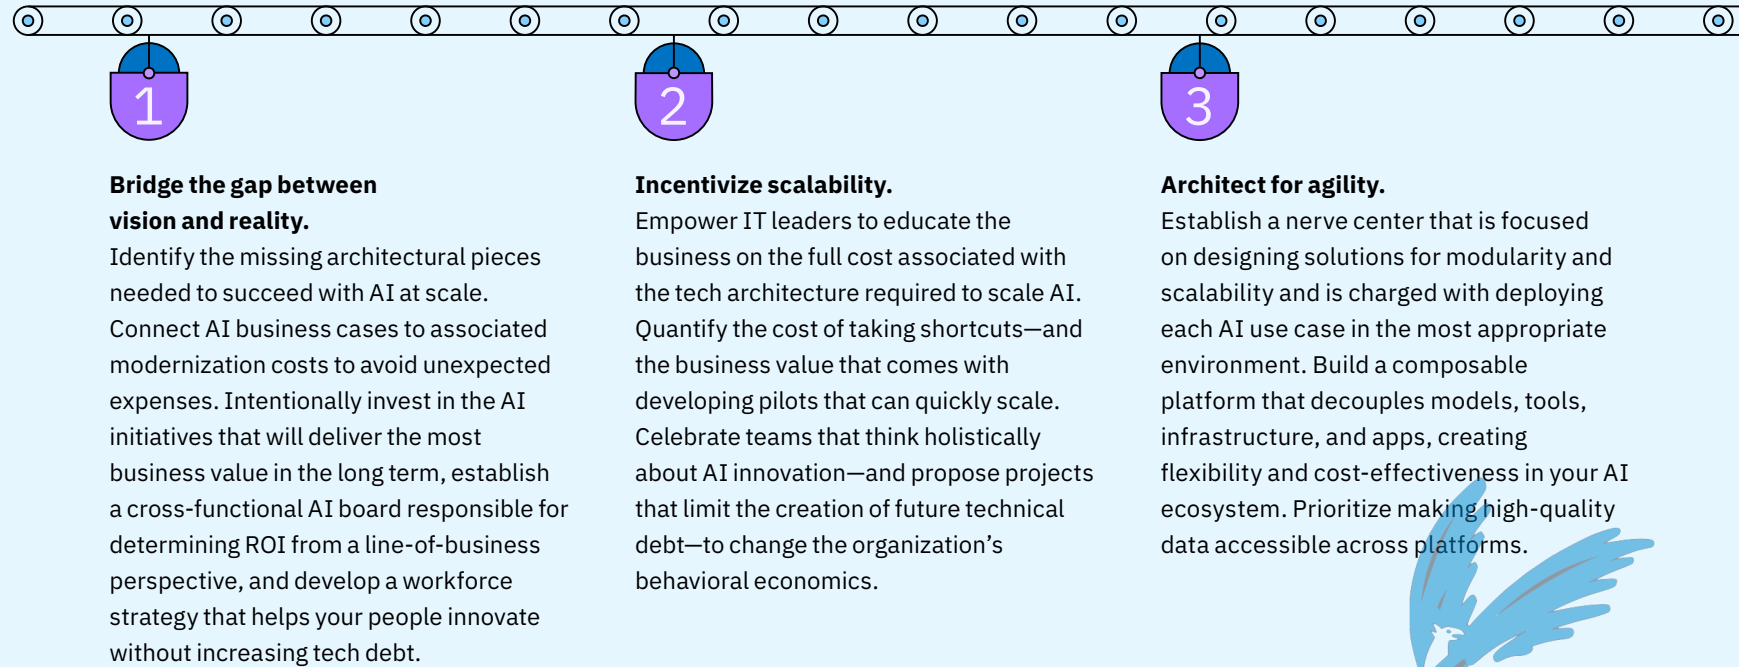 1
Bridge the gap between
vision and reality.
Identify the missing architectural pieces
needed to succeed with AI at scale.
Connect AI business cases to associated
modernization costs to avoid unexpected
expenses. Intentionally invest in the AI
initiatives that will deliver the most
business value in the long term, establish
a cross-functional AI board responsible for
determining ROI from a line-of-business
perspective, and develop a workforce
strategy that helps your people innovate
without increasing tech debt.
2
Incentivize scalability.
Empower IT leaders to educate the
business on the full cost associated with
the tech architecture required to scale AI.
Quantify the cost of taking shortcuts—and
the business value that comes with
developing pilots that can quickly scale.
Celebrate teams that think holistically
about AI innovation—and propose projects
that limit the creation of future technical
debt—to change the organization’s
behavioral economics.
3
Architect for agility.
Establish a nerve center that is focused
on designing solutions for modularity and
scalability and is charged with deploying
each AI use case in the most appropriate
environment. Build a composable
platform that decouples models, tools,
infrastructure, and apps, creating
flexibility and cost-effectiveness in your AI
ecosystem. Prioritize making high-quality
data accessible across platforms.